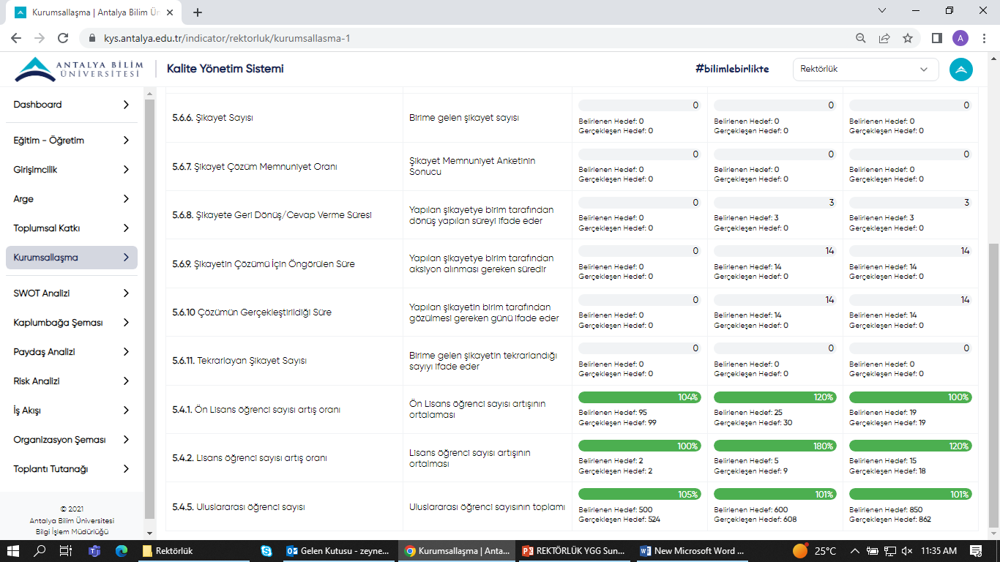 Kurumsallaşma | Antalya Bilim Ür
kys.antalya.edu.tr/indicator/rektorluk/kurumsallasma-1
A
ANTALYA BİLİM
ÜNİVERSİTESİ
Kalite Yönetim Sistemi
#bilimlebirlikte
Rektörlük
Dashboard
Eğitim - Öğretim
Girişimcilik
Arge
Toplumsal Katkı
Kurumsallaşma
SWOT Analizi
Kaplumbağa Şeması
Paydaş Analizi
Risk Analizi
İş Akışı
Organizasyon Şeması
Toplantı Tutanağı
© 2021
Antalya Bilim Üniversitesi
Bilgi İşlem Müdürlüğü
5.6.6. Şikayet Sayısı
Birime gelen şikayet sayısı
0
Belirlenen Hedef: 0
Gerçekleşen Hedef: 0
0
Belirlenen Hedef: 0
Gerçekleşen Hedef: 0
0
Belirlenen Hedef: 0
Gerçekleşen Hedef: 0
5.6.7. Şikayet Çözüm Memnuniyet Oranı
Şikayet Memnuniyet Anketinin
Sonucu
0
Belirlenen Hedef: 0
Gerçekleşen Hedef: 0
0
Belirlenen Hedef: 0
Gerçekleşen Hedef: 0
0
Belirlenen Hedef: 0
Gerçekleşen Hedef: 0
5.6.8. Şikayete Geri Dönüş/Cevap Verme Süresi
Yapılan şikayetye birim tarafından
dönüş yapılan süreyi ifade eder
0
Belirlenen Hedef: 0
Gerçekleşen Hedef: 0
3
Belirlenen Hedef: 3
Gerçekleşen Hedef: 0
3
Belirlenen Hedef: 3
Gerçekleşen Hedef: 0
5.6.9. Şikayetin Çözümü İçin Öngörülen Süre
Yapılan şikayetye birim tarafından
aksiyon alınması gereken süredir
0
Belirlenen Hedef: 0
Gerçekleşen Hedef: 0
14
Belirlenen Hedef: 14
Gerçekleşen Hedef: 0
14
Belirlenen Hedef: 14
Gerçekleşen Hedef: 0
5.6.10 Çözümün Gerçekleştirildiği Süre
Yapılan şikayetin birim tarafından
gözülmesi gereken günü ifade eder
0
Belirlenen Hedef: 0
Gerçekleşen Hedef: 0
14
Belirlenen Hedef: 14
Gerçekleşen Hedef: 0
14
Belirlenen Hedef: 14
Gerçekleşen Hedef: 0
5.6.11. Tekrarlayan Şikayet Sayısı
Birime gelen şikayetin tekrarlandığı
sayıyı ifade eder
0
Belirlenen Hedef: 0
Gerçekleşen Hedef: 0
0
Belirlenen Hedef: 0
Gerçekleşen Hedef: 0
0
Belirlenen Hedef: 0
Gerçekleşen Hedef: 0
5.4.1. Ön Lisans öğrenci sayısı artış oranı
Ön Lisans öğrenci sayısı artışının
ortalaması
104%
Belirlenen Hedef: 95
Gerçekleşen Hedef: 99
120%
Belirlenen Hedef: 25
Gerçekleşen Hedef: 30
100%
Belirlenen Hedef: 19
Gerçekleşen Hedef: 19
5.4.2. Lisans öğrenci sayısı artış oranı
Lisans öğrenci sayısı artışının
ortalması
100%
Belirlenen Hedef: 2
Gerçekleşen Hedef: 2
180%
Belirlenen Hedef: 5
Gerçekleşen Hedef: 9
120%
Belirlenen Hedef: 15
Gerçekleşen Hedef: 18
5.4.5. Uluslararası öğrenci sayısı
Uluslararası öğrenci sayısının toplamı
105%
Belirlenen Hedef: 500
Gerçekleşen Hedef: 524
101%
Belirlenen Hedef: 600
Gerçekleşen Hedef: 608
101%
Belirlenen Hedef: 850
Gerçekleşen Hedef: 862
Rektörlük
Gelen Kutusu - zeyne...
Kurumsallaşma | Anta...
REKTÖRLÜK YGG Sun...
New Microsoft Word ...
25°C
11:35 AM